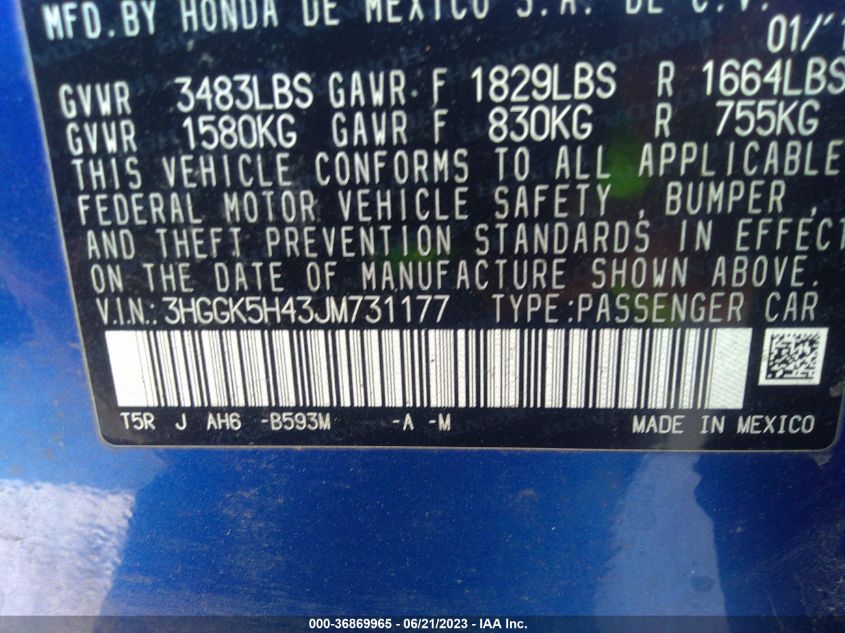 MFD.BY HONDA DE MEXICO S.A. DE C.V.
01/
GVWR 3483LBS GAWR F 1829LBS R 1664LBS
GVWR 1580KG GAWR F 830KG R 755KG
THIS VEHICLE CONFORMS TO ALL APPLICABLE
FEDERAL MOTOR VEHICLE SAFETY , BUMPER ,
AND THEFT PREVENTION STANDARDS IN EFFECT
ON THE DATE OF MANUFACTURE SHOWN ABOVE.
V.I.N.: 3HGGK5H43JM731177 TYPE:PASSENGER CAR
T5R J AH6 -B593M -A -M MADE IN MEXICO
000-36869965 / 06/21/2023 / IAA Inc.